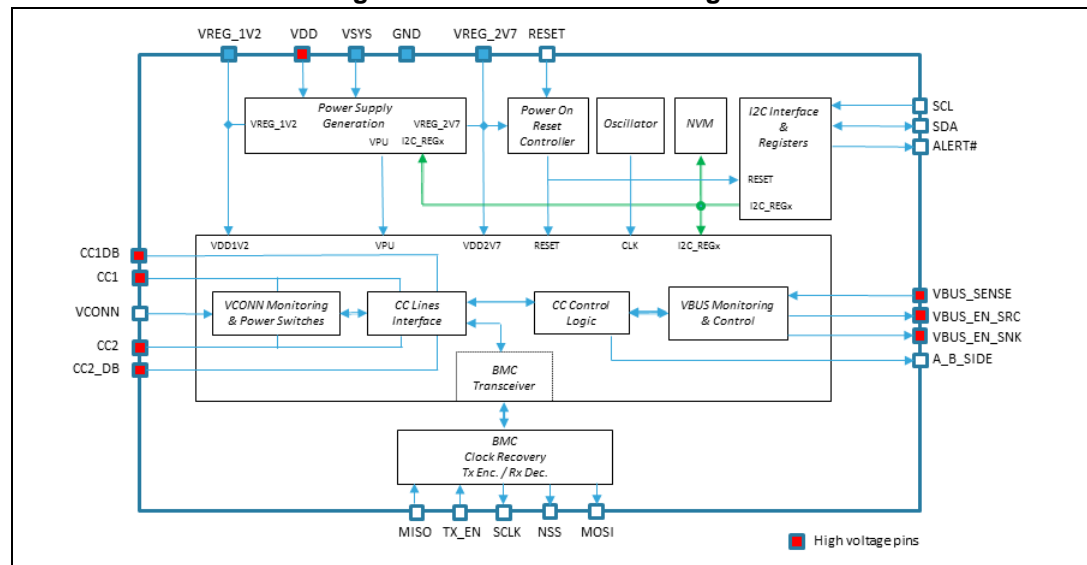 VREG_1V2 VDD VSYS GND VREG_2V7 RESET
Power Supply
Generation
VREG_1V2
VREG_2V7
VPU
I2C_REGx
Power On
Reset
Controller
Oscillator
NVM
I2C Interface
&
Registers
RESET
I2C_REGx
SCL
SDA
ALERT#
VDD1V2 VPU VDD2V7 RESET CLK I2C_REGx
CC1DB
CC1
VCONN
CC2
CC2_DB
VCONN Monitoring
& Power Switches
CC Lines
Interface
CC Control
Logic
VBUS Monitoring
& Control
VBUS_SENSE
VBUS_EN_SRC
VBUS_EN_SNK
A_B_SIDE
BMC
Transceiver
BMC
Clock Recovery
Tx Enc. / Rx Dec.
MISO TX_EN SCLK NSS MOSI
High voltage pins